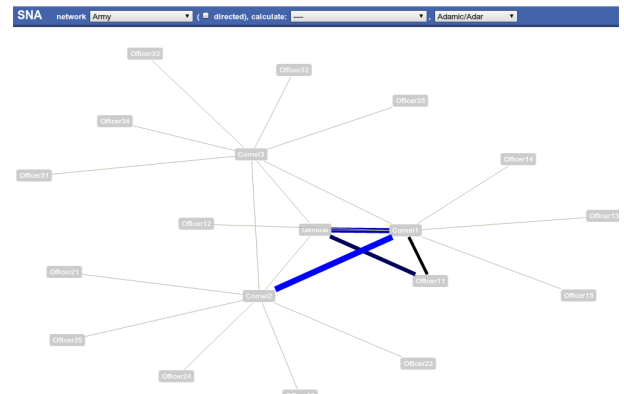 SNA network Army ( directed), calculate: ---- , Adamic/Adar
Officer33
Officer32
Officer35
Officer34
Cornel3
Officer14
Officer31
Officer13
Officer12
General
Cornel1
Officer21
Officer11
Cornel2
Officer15
Officer35
Officer22
Officer24